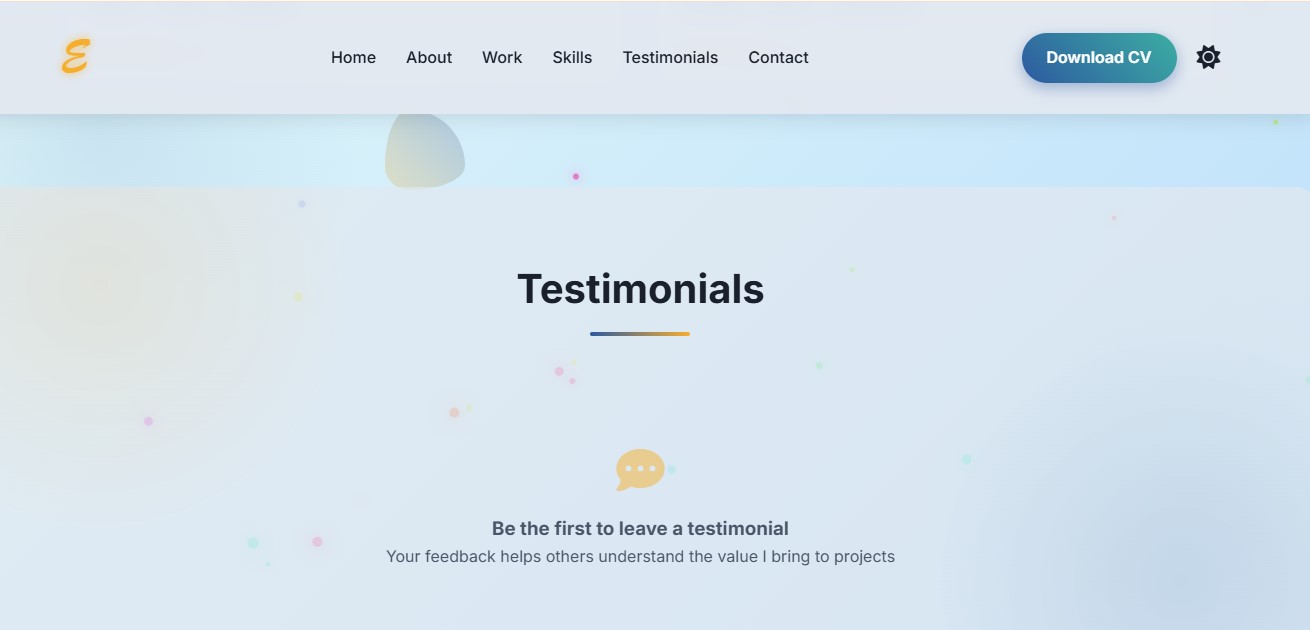 E
Home About Work Skills Testimonials Contact Download CV
Testimonials
Be the first to leave a testimonial
Your feedback helps others understand the value I bring to projects